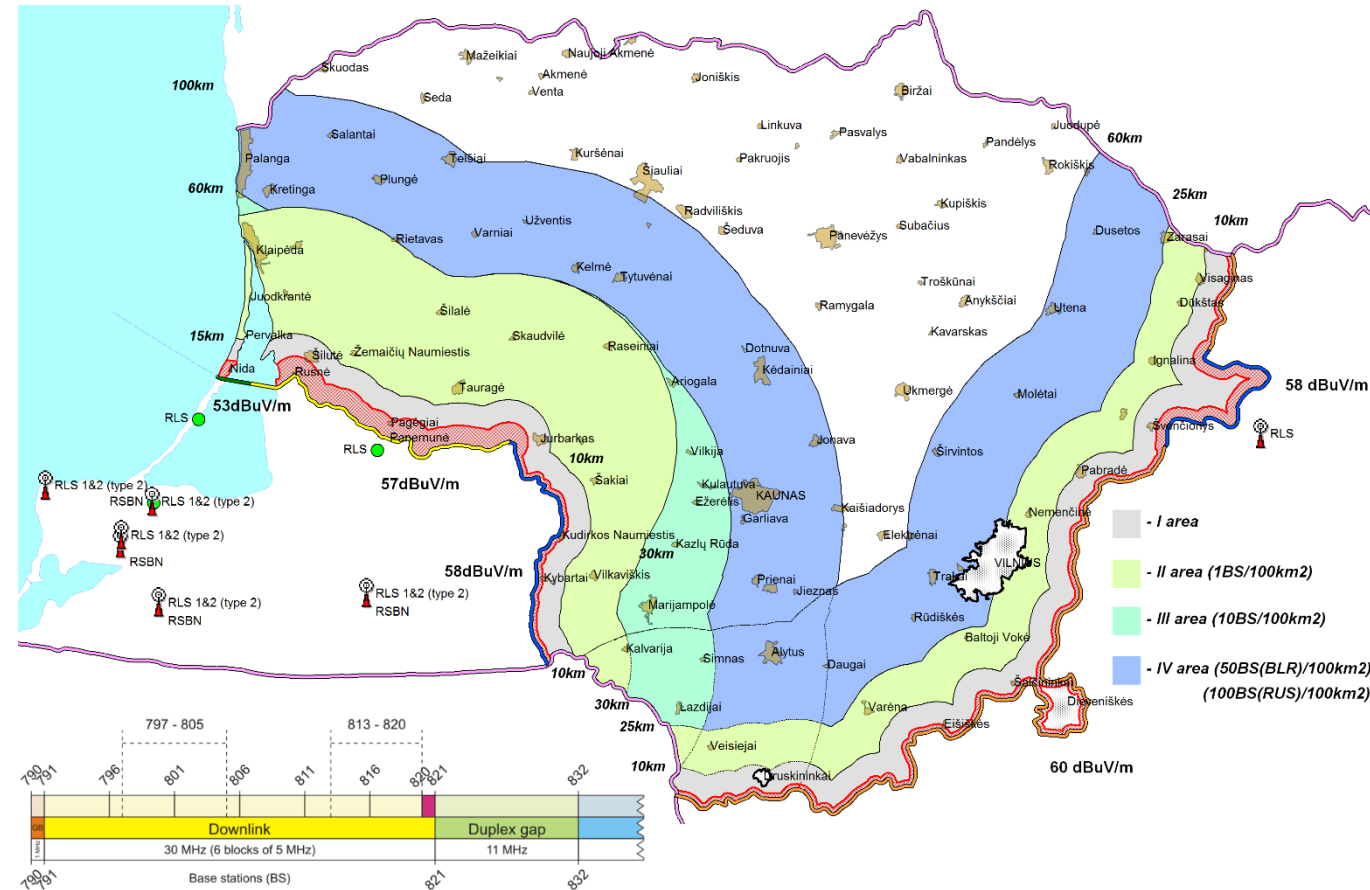 Skuodas
Mažeikiai
Naujoji Akmenė
Akmenė
Venta
Seda
Joniškis
Biržai
100km
Salantai
Telšiai
Kuršėnai
Šiauliai
Linkuva
Pakruojis
Pasvalys
Vabalninkas
Pandėlys
Juodupė
Rokiškis
60km
Palanga
Kretinga
Plungė
60km
Radviliškis
Šeduva
Kupiškis
Subačius
Panevėžys
25km
10km
Dusetos
Zarasai
Klaipėda
Rietavas
Varniai
Užventis
Kelmė
Tytuvėnai
Troškūnai
Anykščiai
Ramygala
Kavarskas
Utena
Visaginas
Dūkštas
Juodkrantė
Šilalė
Skaudvilė
Raseiniai
15km
Pervalka
Nida
Šilutė
Žemaičių Naumiestis
Rusnė
Tauragė
Ariogala
Dotnuva
Kėdainiai
Ukmergė
Molėtai
Ignalina
58 dBuV/m
RLS
53dBuV/m
RLS
Pagėgiai
Panemunė
RLS
57dBuV/m
Jurbarkas
10km
Vilkija
Jonava
Širvintos
Švenčionys
Pabradė
Šakiai
Kulautuva
Ežerėlis
KAUNAS
Garliava
Kaišiadorys
Elektrėnai
Nemenčinė
RLS 1&2 (type 2)
RSBN
RLS 1&2 (type 2)
RLS 1&2 (type 2)
RSBN
RLS 1&2 (type 2)
RSBN
RLS 1&2 (type 2)
RSBN
58dBuV/m
Kudirkos Naumiestis
Kazlų Rūda
30km
Kybartai
Vilkaviškis
Prienai
Jieznas
Trakai
VILNIUS
Marijampolė
Rūdiškės
Baltoji Vokė
Kalvarija
Simnas
Alytus
Daugai
10km
30km
Lazdijai
25km
Varėna
Šalčininkai
Dieveniškės
Eišiškės
Veisiejai
10km
Druskininkai
60 dBuV/m
- I area
- II area (1BS/100km2)
- III area (10BS/100km2)
- IV area (50BS(BLR)/100km2)
(100BS(RUS)/100km2)
797 - 805
813 - 820
790
791
796
801
806
811
816
820
821
832
GB
Downlink
Duplex gap
1 MHz
30 MHz (6 blocks of 5 MHz)
11 MHz
790
791
Base stations (BS)
821
832